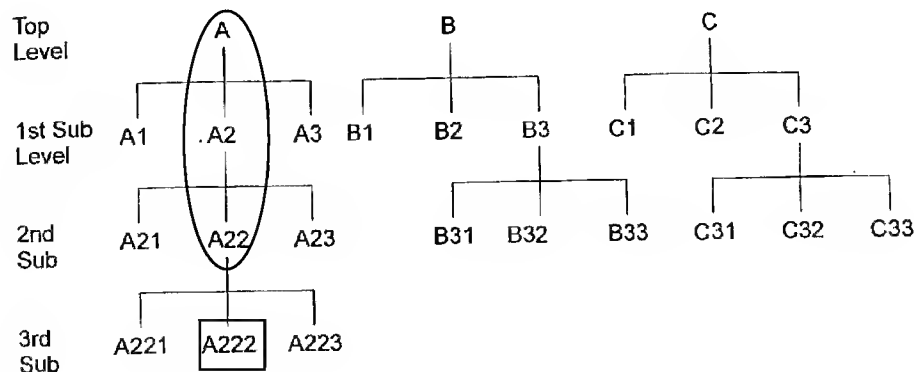 Top Level A B C
1st Sub Level A1 A2 A3 B1 B2 B3 C1 C2 C3
2nd Sub A21 A22 A23 B31 B32 B33 C31 C32 C33
3rd Sub A221 A222 A223